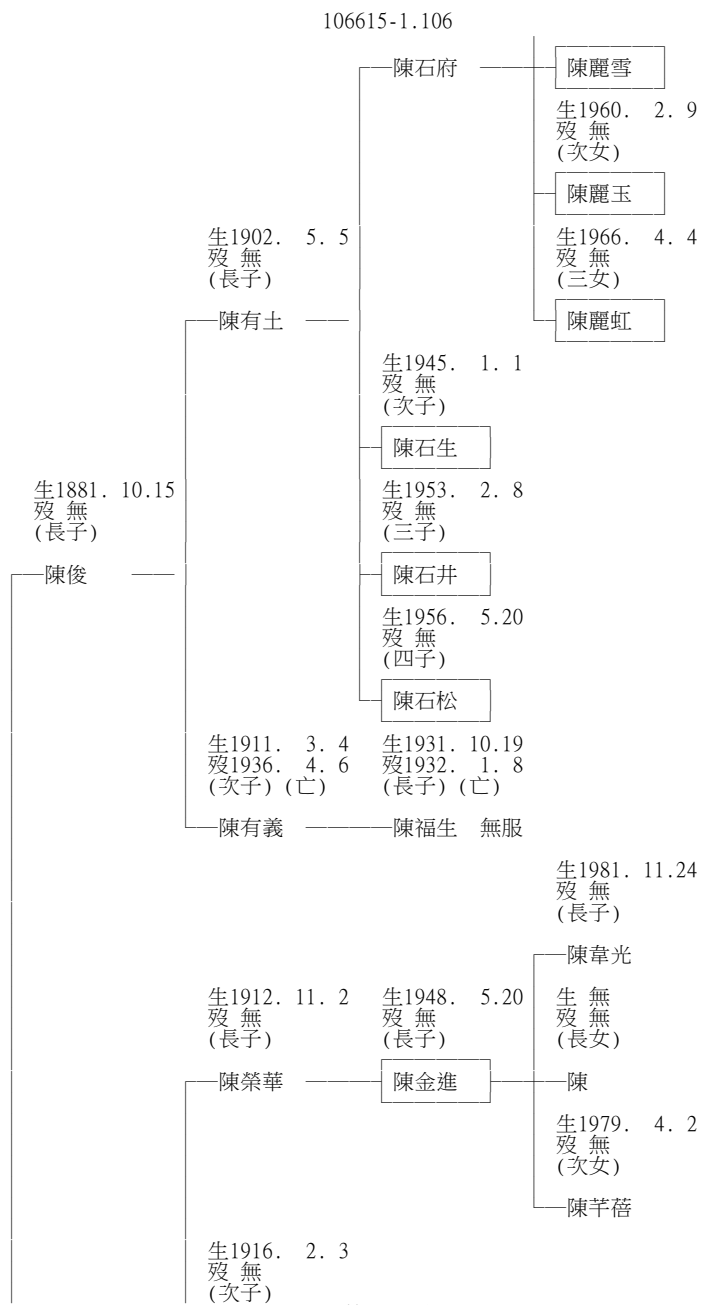 106615-1.106
陳石府 陳麗雪
生1960. 2. 9
歿 無
(次女)
陳麗玉
生1902. 5. 5 生1966. 4. 4
歿 無 歿 無
(長子) (三女)
陳有土 陳麗虹
生1945. 1. 1
歿 無
(次子)
陳石生
生1881. 10.15 生1953. 2. 8
歿 無 歿 無
(長子) (三子)
陳俊 陳石井
生1956. 5.20
歿 無
(四子)
陳石松
生1911. 3. 4 生1931. 10.19
歿1936. 4. 6 歿1932. 1. 8
(次子)(亡) (長子)(亡)
陳有義 陳福生 無服
生1981. 11.24
歿 無
(長子)
陳韋光
生1912. 11. 2 生1948. 5.20 生 無
歿 無 歿 無 歿 無
(長子) (長子) (長女)
陳榮華 陳金進 陳
生1979. 4. 2
歿 無
(次女)
陳芊蓓
生1916. 2. 3
歿 無
(次子)